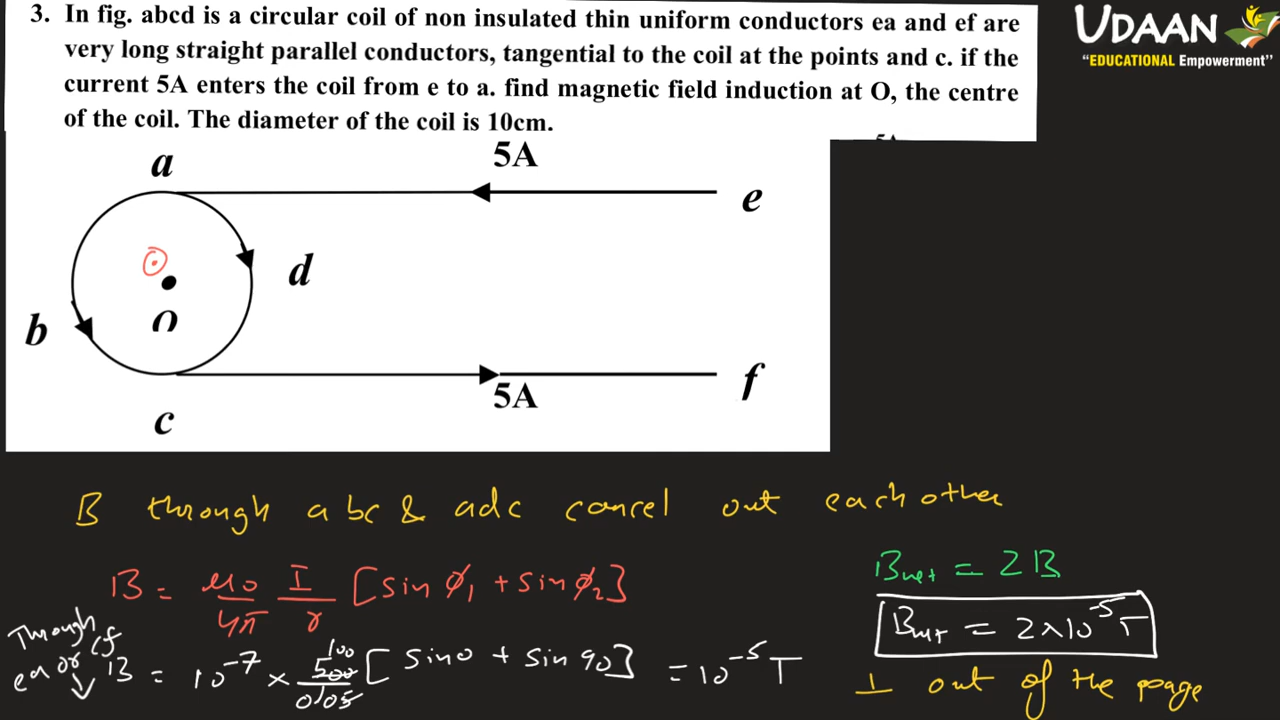 3. In fig. abcd is a circular coil of non insulated thin uniform conductors ea and ef are
very long straight parallel conductors, tangential to the coil at the points and c. if the
current 5A enters the coil from e to a. find magnetic field induction at O, the centre
of the coil. The diameter of the coil is 10cm.
UDAAN
“EDUCATIONAL Empowerment”
a
5A
e
d
b
O
5A
f
c
B through abc & adc cancel out each other
B = μ0/4π I/r [sin φ1 + sin φ2]
Through
ea or cf
B = 10^-7 × 500/0.05 [sin0 + sin 90] = 10^-5 T
100
Bnet = 2B
Bnet = 2×10^-5 T
⊥ out of the page